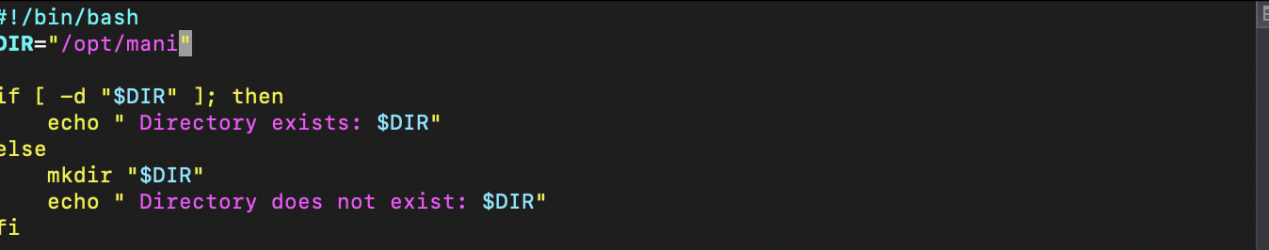 #!/bin/bash
DIR="/opt/mani"
if [ -d "$DIR" ]; then
echo " Directory exists: $DIR"
else
mkdir "$DIR"
echo " Directory does not exist: $DIR"
fi